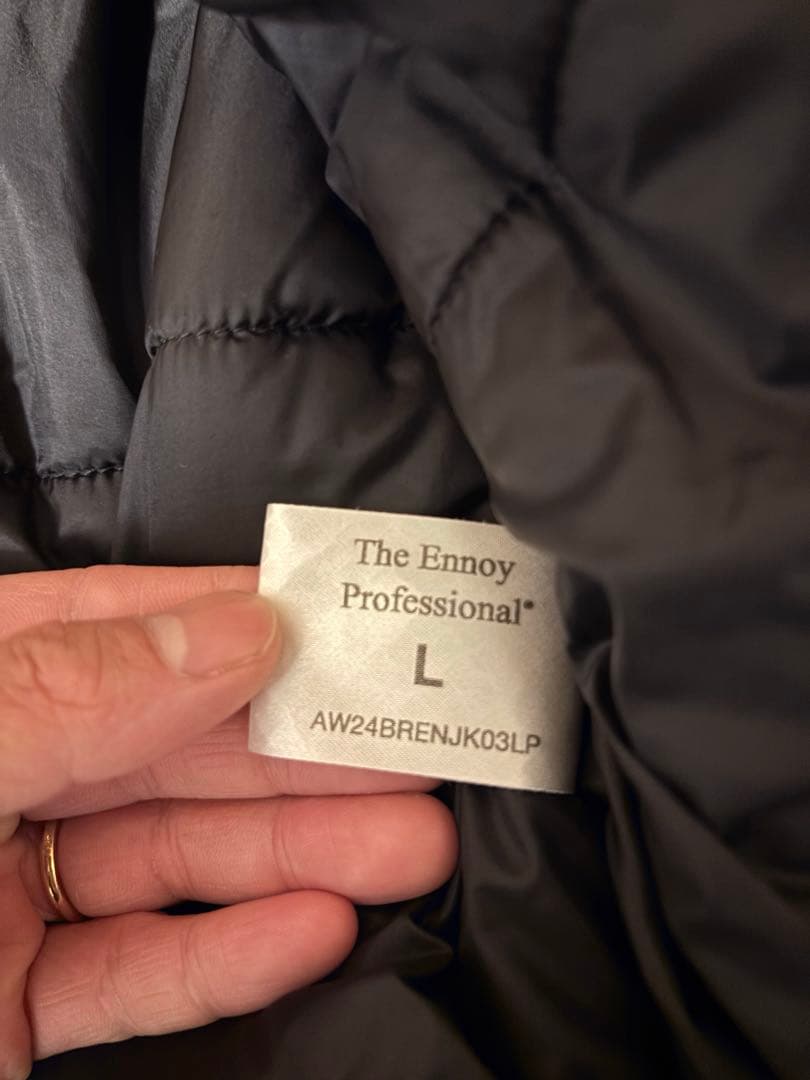 The Ennoy
Professional®
L
AW24BRENJK03LP